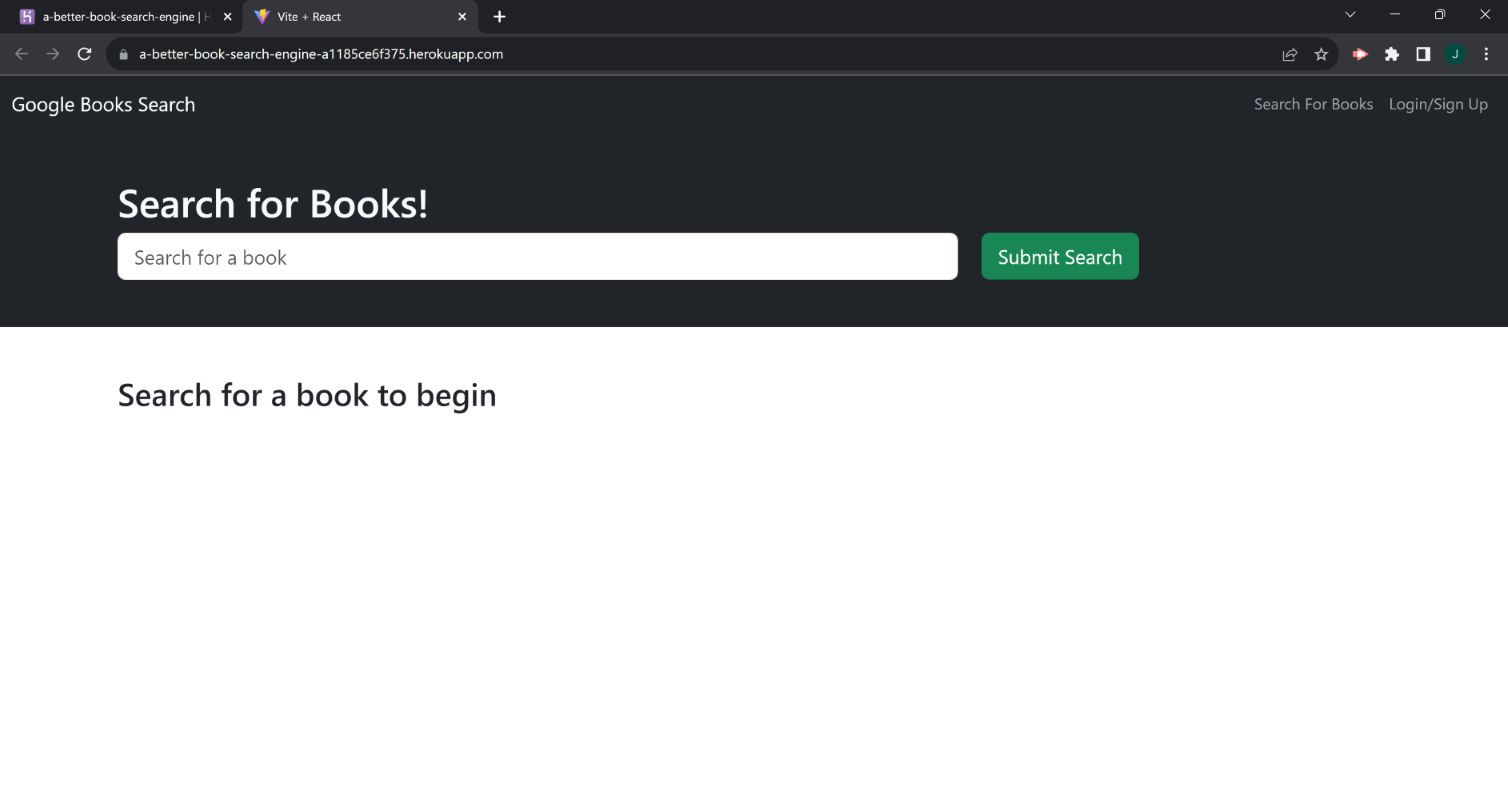 a-better-book-search-engine | H
Vite + React
a-better-book-search-engine-a1185ce6f375.herokuapp.com
J
Google Books Search
Search For Books
Login/Sign Up
Search for Books!
Search for a book
Submit Search
Search for a book to begin